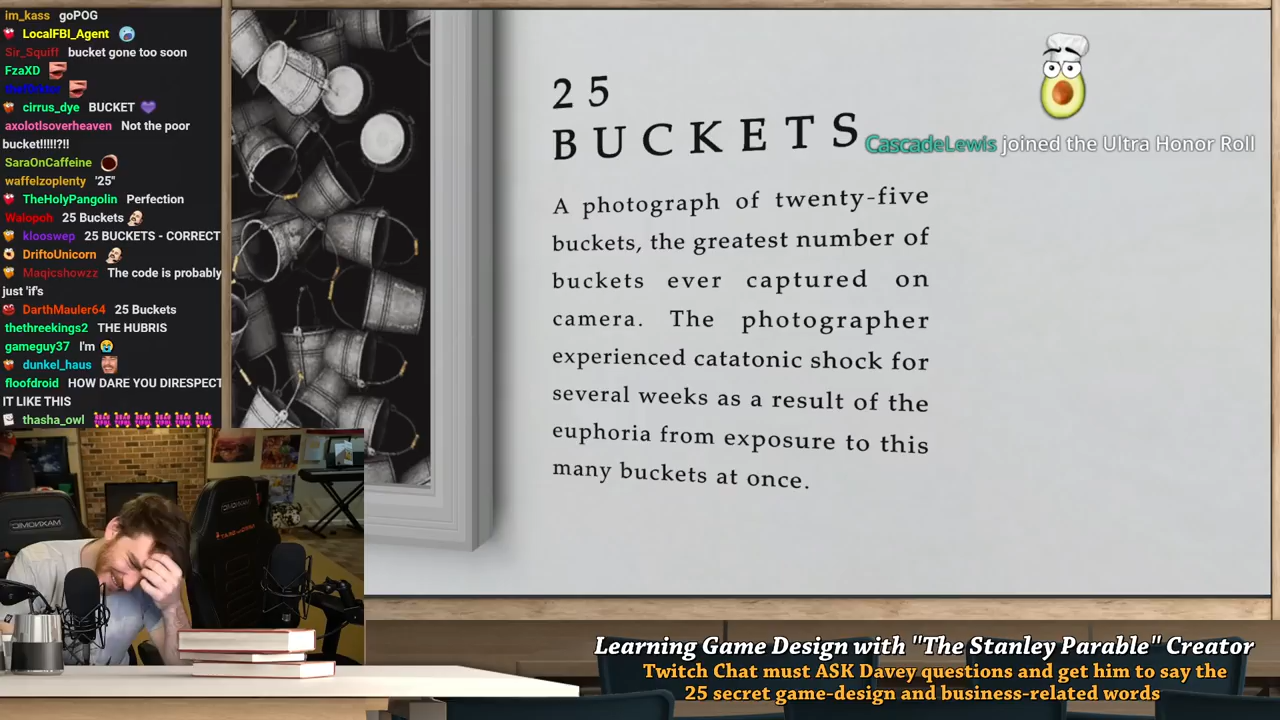 im_kass goPOG
LocalFBI_Agent
Sir_Squiff bucket gone too soon
FzaXD
cirrus_dye BUCKET
axolotlsoverheaven Not the poor
bucket!!!!!?!!
SaraOnCaffeine
waffelzoplenty '25"
TheHolyPangolin Perfection
Walopoh 25 Buckets
klooswep 25 BUCKETS - CORRECT
DriftoUnicorn
Maqicshowzz The code is probably
just 'if's
DarthMauler64 25 Buckets
thethreekings2 THE HUBRIS
gameguy37 I'm
dunkel_haus
floofdroid HOW DARE YOU DIRESPECT
IT LIKE THIS
thasha_owl
25
BUCKETS
CascadeLewis joined the Ultra Honor Roll
A photograph of twenty-five
buckets, the greatest number of
buckets ever captured on
camera. The photographer
experienced catatonic shock for
several weeks as a result of the
euphoria from exposure to this
many buckets at once.
Learning Game Design with "The Stanley Parable" Creator
Twitch Chat must ASK Davey questions and get him to say the
25 secret game-design and business-related words